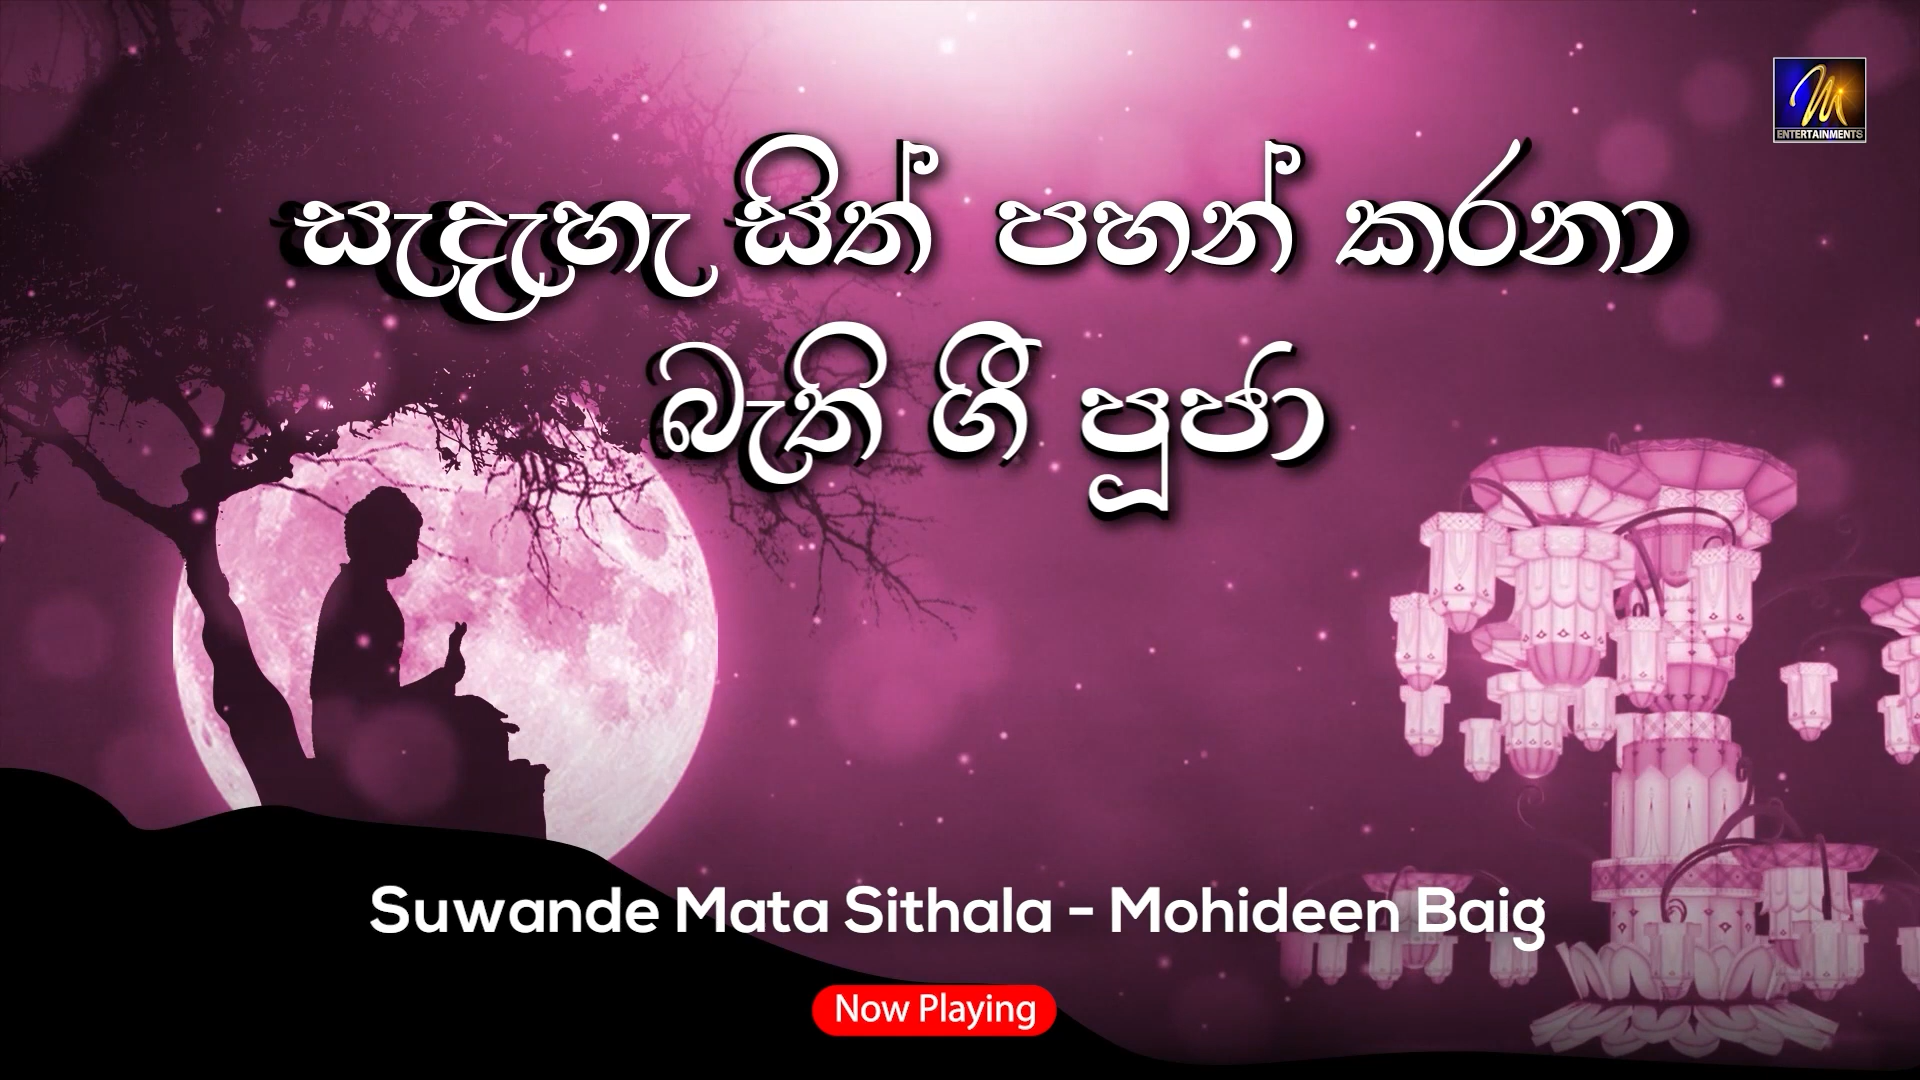 ENTERTAINMENTS
සැදැහැ සිත් පහන් කරනා
බැති ගී පූජා
Suwande Mata Sithala - Mohideen Baig
Now Playing